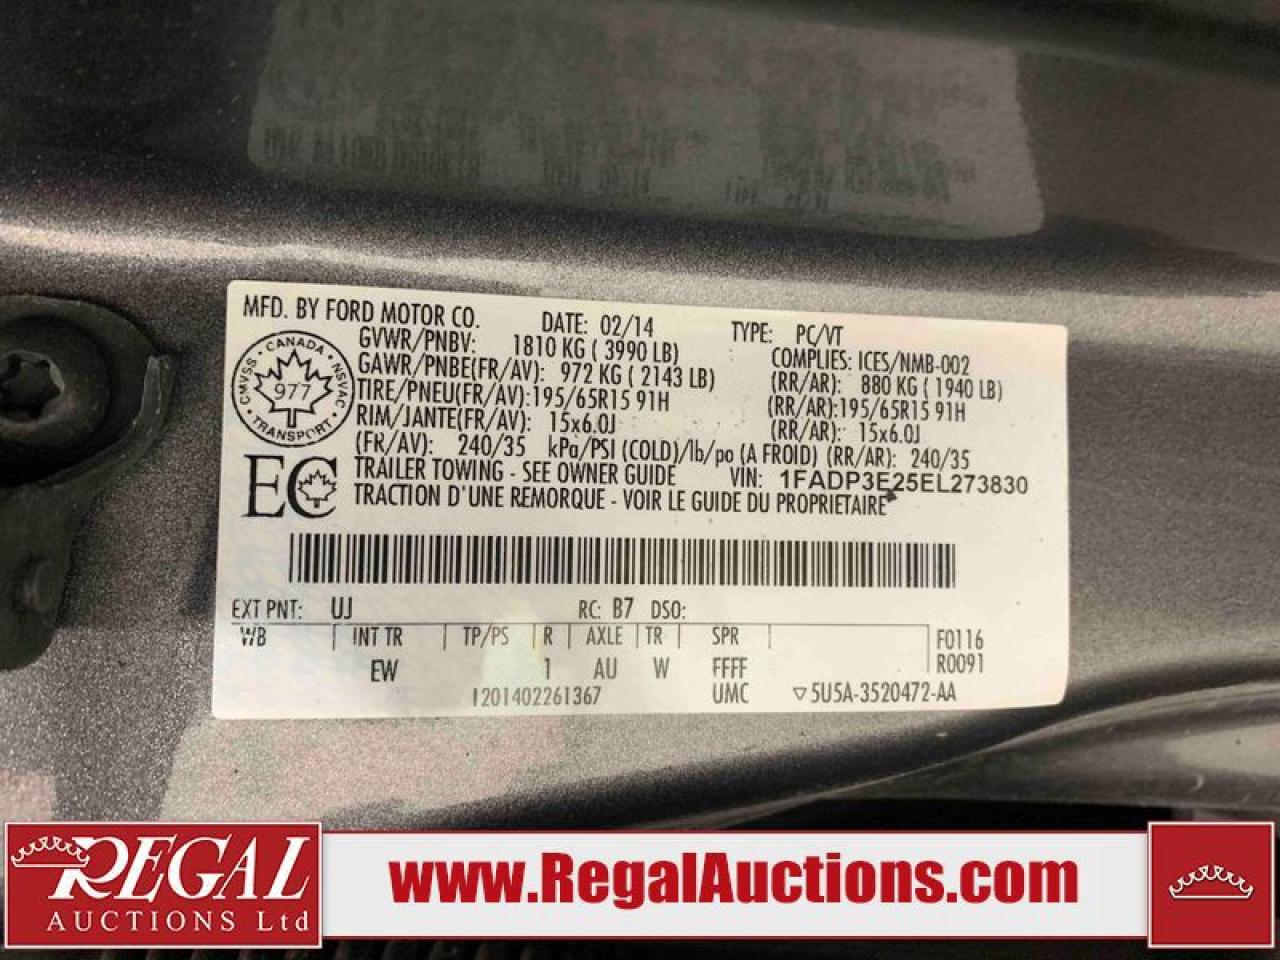 MFD. BY FORD MOTOR CO. DATE: 02/14 TYPE: PC/VT
GVWR/PNBV: 1810 KG ( 3990 LB) COMPLIES: ICES/NMB-002
GAWR/PNBE(FR/AV): 972 KG ( 2143 LB) (RR/AR): 880 KG ( 1940 LB)
TIRE/PNEU(FR/AV):195/65R15 91H (RR/AR):195/65R15 91H
RIM/JANTE(FR/AV): 15x6.0J (RR/AR): 15x6.0J
(FR/AV): 240/35 kPa/PSI (COLD)/lb/po (A FROID) (RR/AR): 240/35
TRAILER TOWING - SEE OWNER GUIDE VIN: 1FADP3E25EL273830
TRACTION D'UNE REMORQUE - VOIR LE GUIDE DU PROPRIETAIRE
CANADA
CMVSS 977 NSVAC
TRANSPORT
EC
EXT PNT: UJ RC: B7 DSO:
WB INT TR TP/PS R AXLE TR SPR F0116
EW 1 AU W FFFF R0091
1201402261367 UMC ▽5U5A-3520472-AA
REGAL
AUCTIONS Ltd
www.RegalAuctions.com